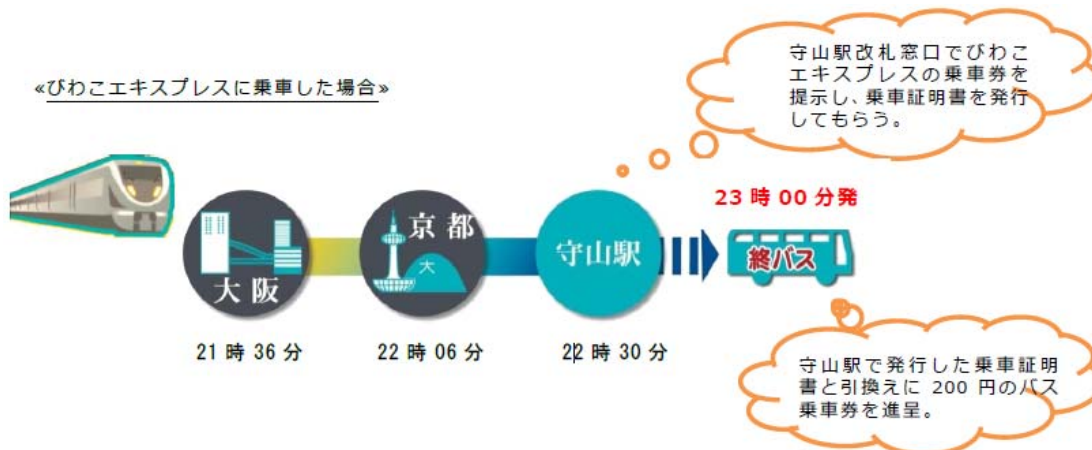 «びわこエキスプレスに乗車した場合»
守山駅改札窓口でびわこ
エキスプレスの乗車券を
提示し、乗車証明書を発行
してもらう。
23時00分発
大阪
京都
大
守山駅
終バス
21時36分
22時06分
22時30分
守山駅で発行した乗車証明
書と引換えに 200 円のバス
乗車券を進呈。